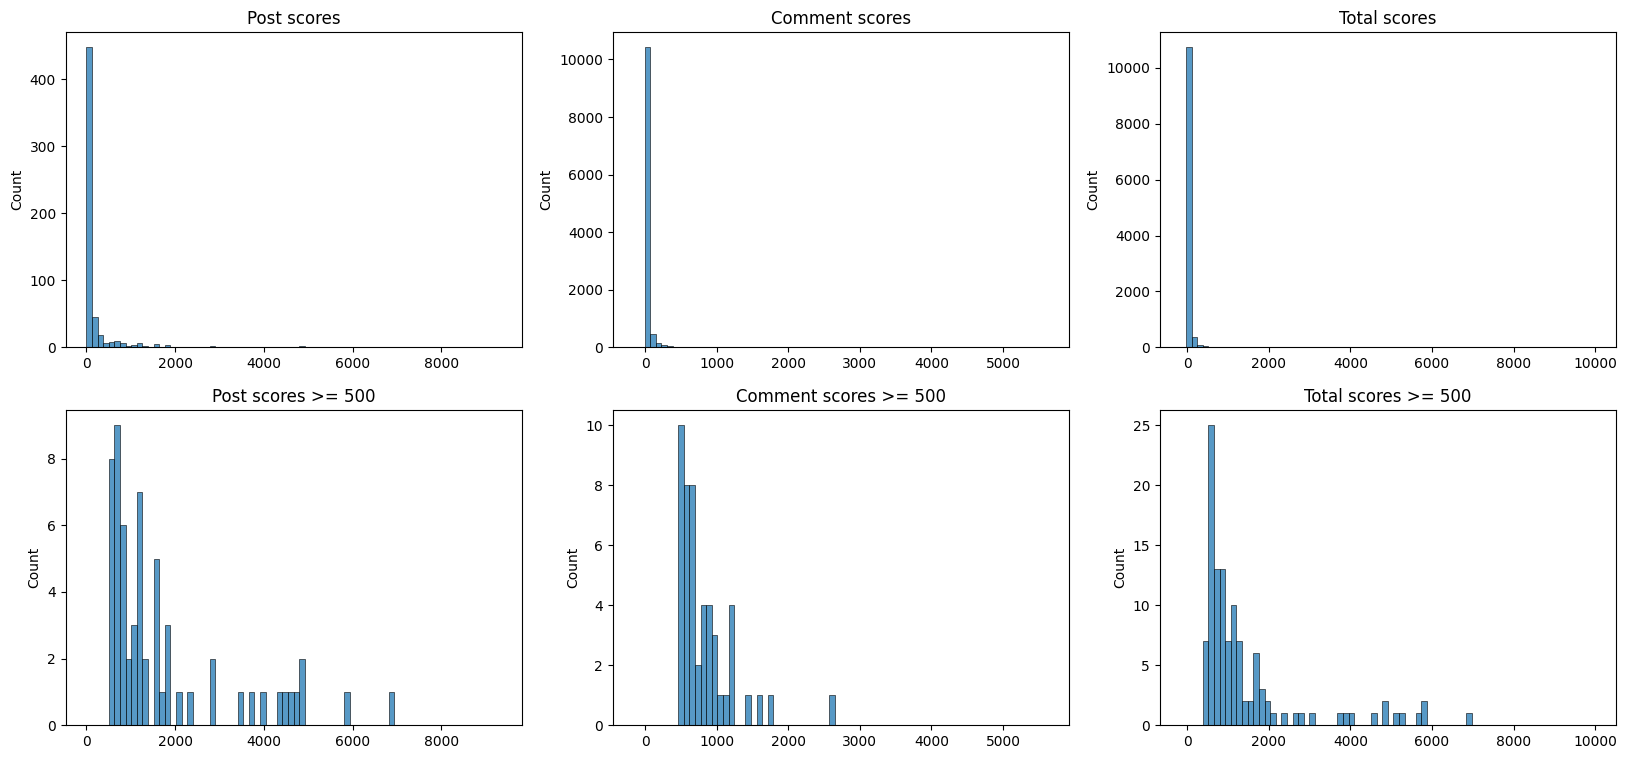 Post scores
Comment scores
Total scores
Count
400
300
200
100
0
0 2000 4000 6000 8000
Count
10000
8000
6000
4000
2000
0
0 1000 2000 3000 4000 5000
Count
10000
8000
6000
4000
2000
0
0 2000 4000 6000 8000 10000
Post scores >= 500
Comment scores >= 500
Total scores >= 500
Count
8
6
4
2
0
0 2000 4000 6000 8000
Count
10
8
6
4
2
0
0 1000 2000 3000 4000 5000
Count
25
20
15
10
5
0
0 2000 4000 6000 8000 10000